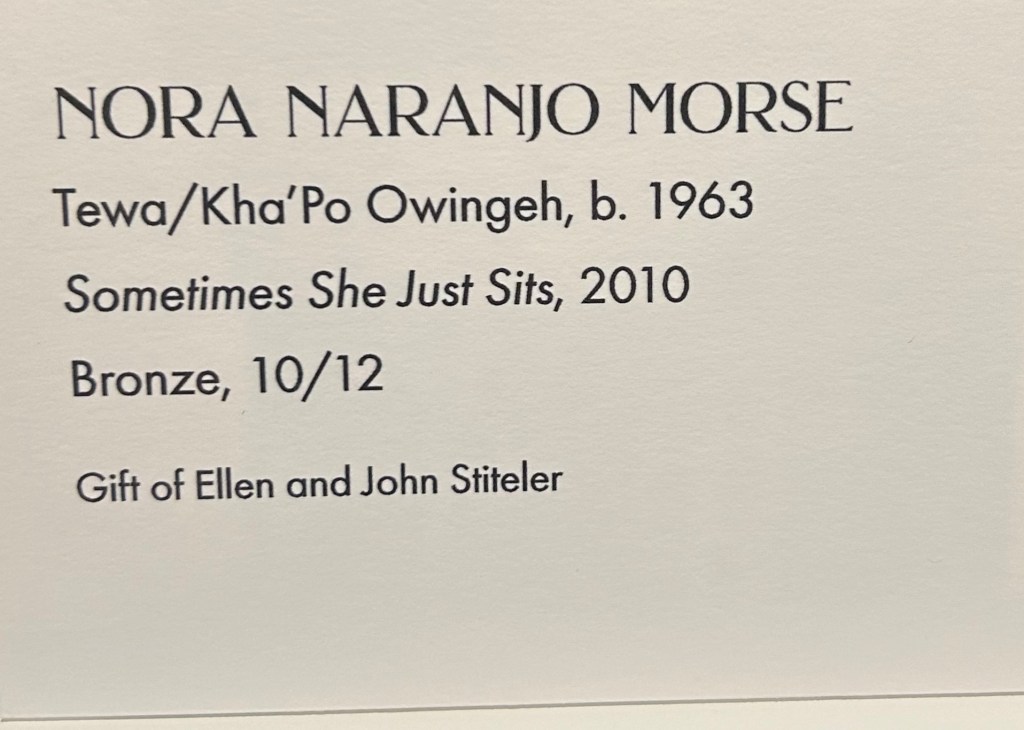 NORA NARANJO MORSE
Tewa/Kha'Po Owingeh, b. 1963
Sometimes She Just Sits, 2010
Bronze, 10/12
Gift of Ellen and John Stiteler